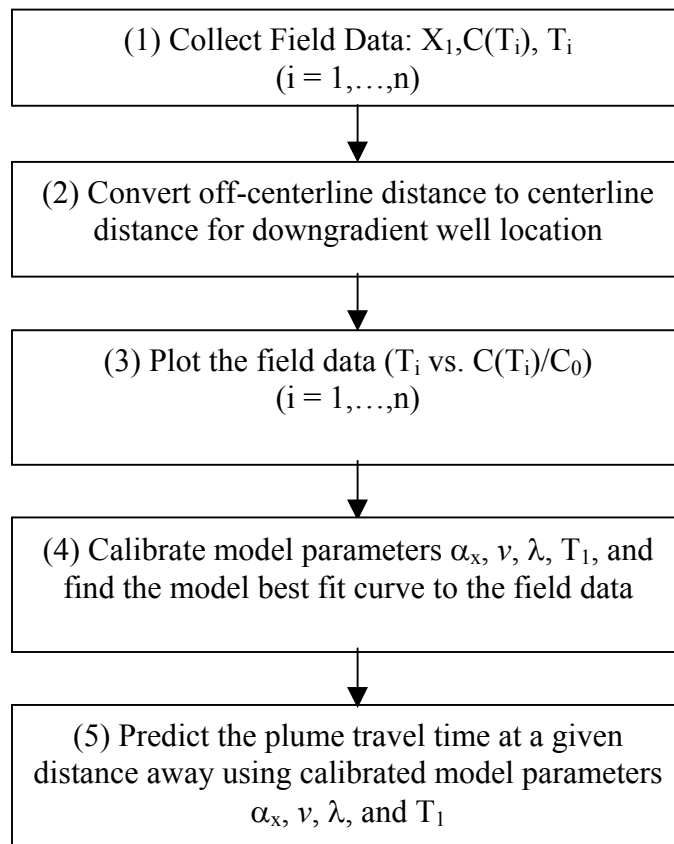 (1) Collect Field Data: X₁,C(Tᵢ), Tᵢ
(i = 1,…,n)
(2) Convert off-centerline distance to centerline
distance for downgradient well location
(3) Plot the field data (Tᵢ vs. C(Tᵢ)/C₀)
(i = 1,…,n)
(4) Calibrate model parameters αₓ, v, λ, T₁, and
find the model best fit curve to the field data
(5) Predict the plume travel time at a given
distance away using calibrated model parameters
αₓ, v, λ, and T₁